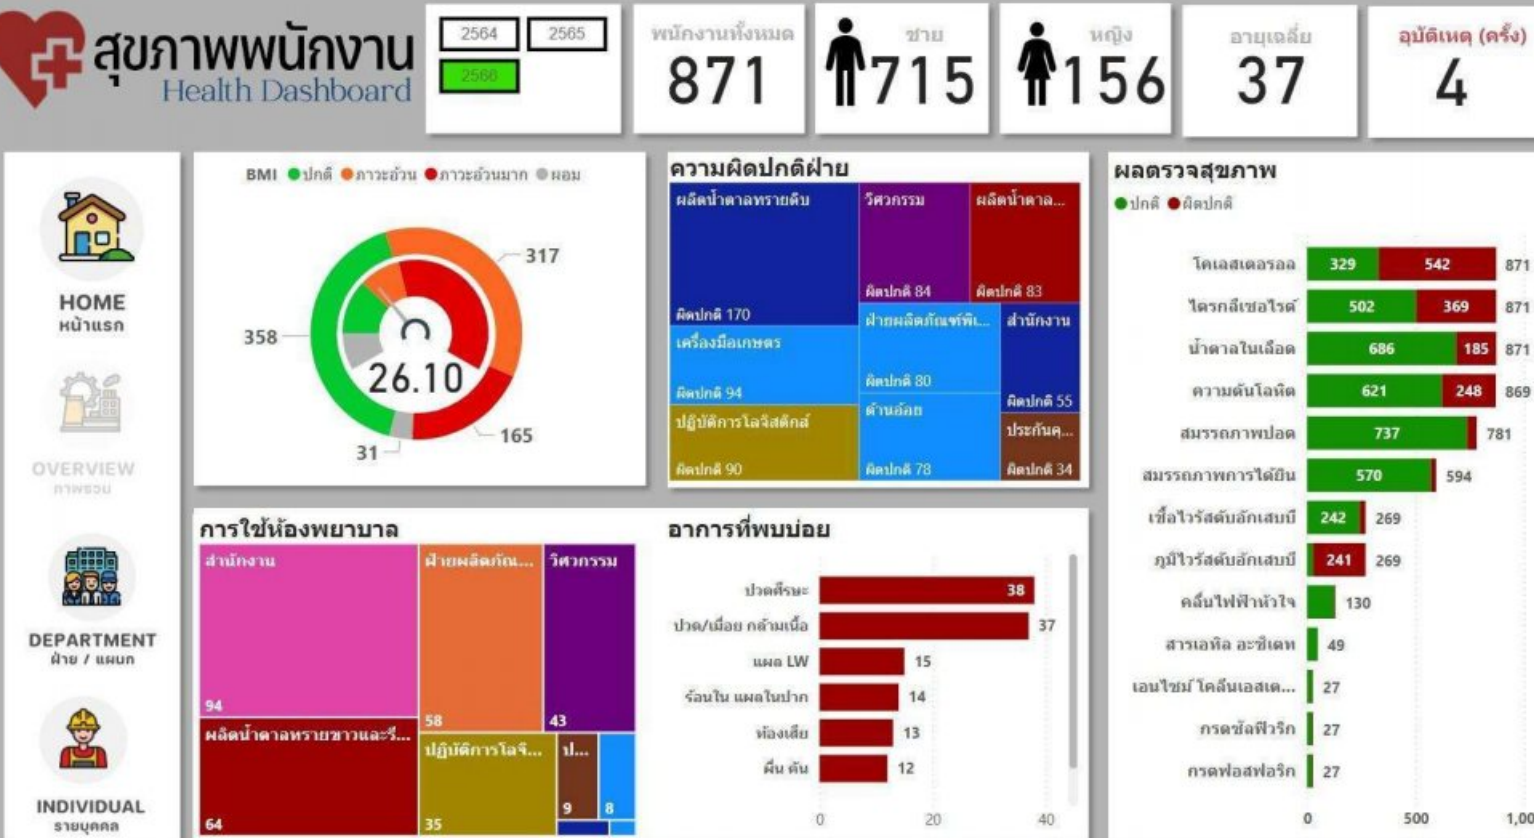 สุขภาพพนักงาน
Health Dashboard
2564
2565
2566
พนักงานทั้งหมด
871
ชาย
715
หญิง
156
อายุเฉลี่ย
37
อุบัติเหตุ (ครั้ง)
4
HOME
หน้าแรก
OVERVIEW
ภาพรวม
DEPARTMENT
ฝ่าย / แผนก
INDIVIDUAL
รายบุคคล
BMI ปกติ ภาวะอ้วน ภาวะอ้วนมาก ผอม
317
358
26.10
165
31
ความผิดปกติฝ่าย
ผลิตน้ำตาลทรายดิบ
ผิดปกติ 170
วิศวกรรม
ผิดปกติ 84
ผลิตน้ำตาล...
ผิดปกติ 83
เครื่องมือเกษตร
ผิดปกติ 94
ฝ่ายผลิตภัณฑ์พิเ...
ผิดปกติ 80
สำนักงาน
ผิดปกติ 55
ปฏิบัติการโลจิสติกส์
ผิดปกติ 90
ด้านอ้อย
ผิดปกติ 78
ประกันคุ...
ผิดปกติ 34
การใช้ห้องพยาบาล
สำนักงาน
94
ฝ่ายผลิตภัณ...
58
วิศวกรรม
43
ผลิตน้ำตาลทรายขาวและรี...
64
ปฏิบัติการโลจิ...
35
ป...
9
8
อาการที่พบบ่อย
ปวดศีรษะ 38
ปวด/เมื่อย กล้ามเนื้อ 37
แผล LW 15
ร้อนใน แผลในปาก 14
ท้องเสีย 13
ผื่น คัน 12
0 20 40
ผลตรวจสุขภาพ
ปกติ ผิดปกติ
โคเลสเตอรอล 329 542 871
ไตรกลีเซอไรด์ 502 369 871
น้ำตาลในเลือด 686 185 871
ความดันโลหิต 621 248 869
สมรรถภาพปอด 737 781
สมรรถภาพการได้ยิน 570 594
เชื้อไวรัสตับอักเสบบี 242 269
ภูมิไวรัสตับอักเสบบี 241 269
คลื่นไฟฟ้าหัวใจ 130
สารเอทิล อะซิเตท 49
เอนไซม์ โคลีนเอสเต... 27
กรดซัลฟิวริก 27
กรดฟอสฟอริก 27
0 500 1,00